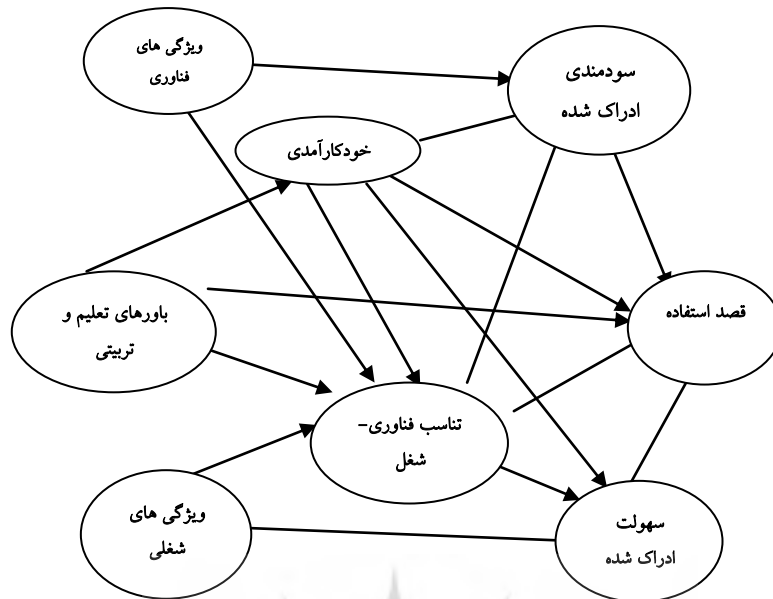 ویژگی های
فناوری
سودمندی
ادراک شده
خودکارآمدی
باورهای تعلیم و
تربیتی
قصد استفاده
تناسب فناوری-
شغل
ویژگی های
شغلی
سهولت
ادراک شده